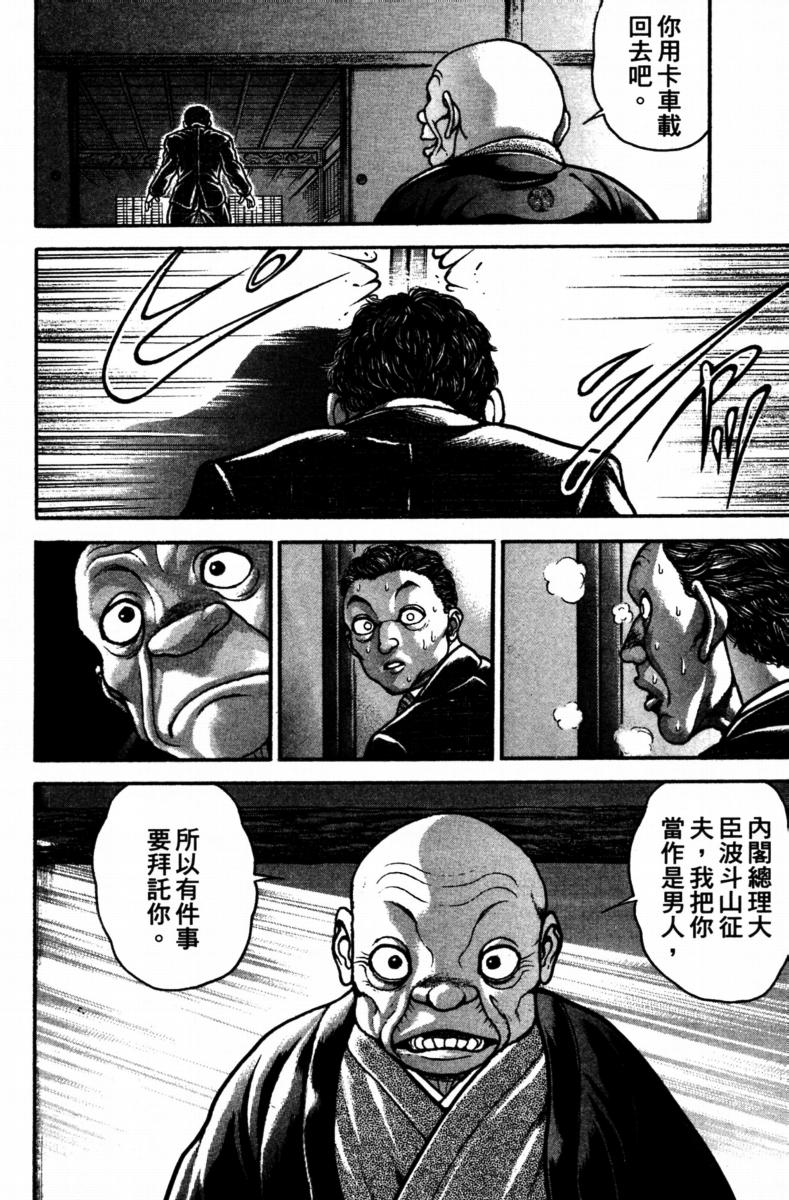 你用卡車載
回去吧。
內閣總理大
臣波斗山征
夫，我把你
當作是男人，
所以有件事
要拜託你。